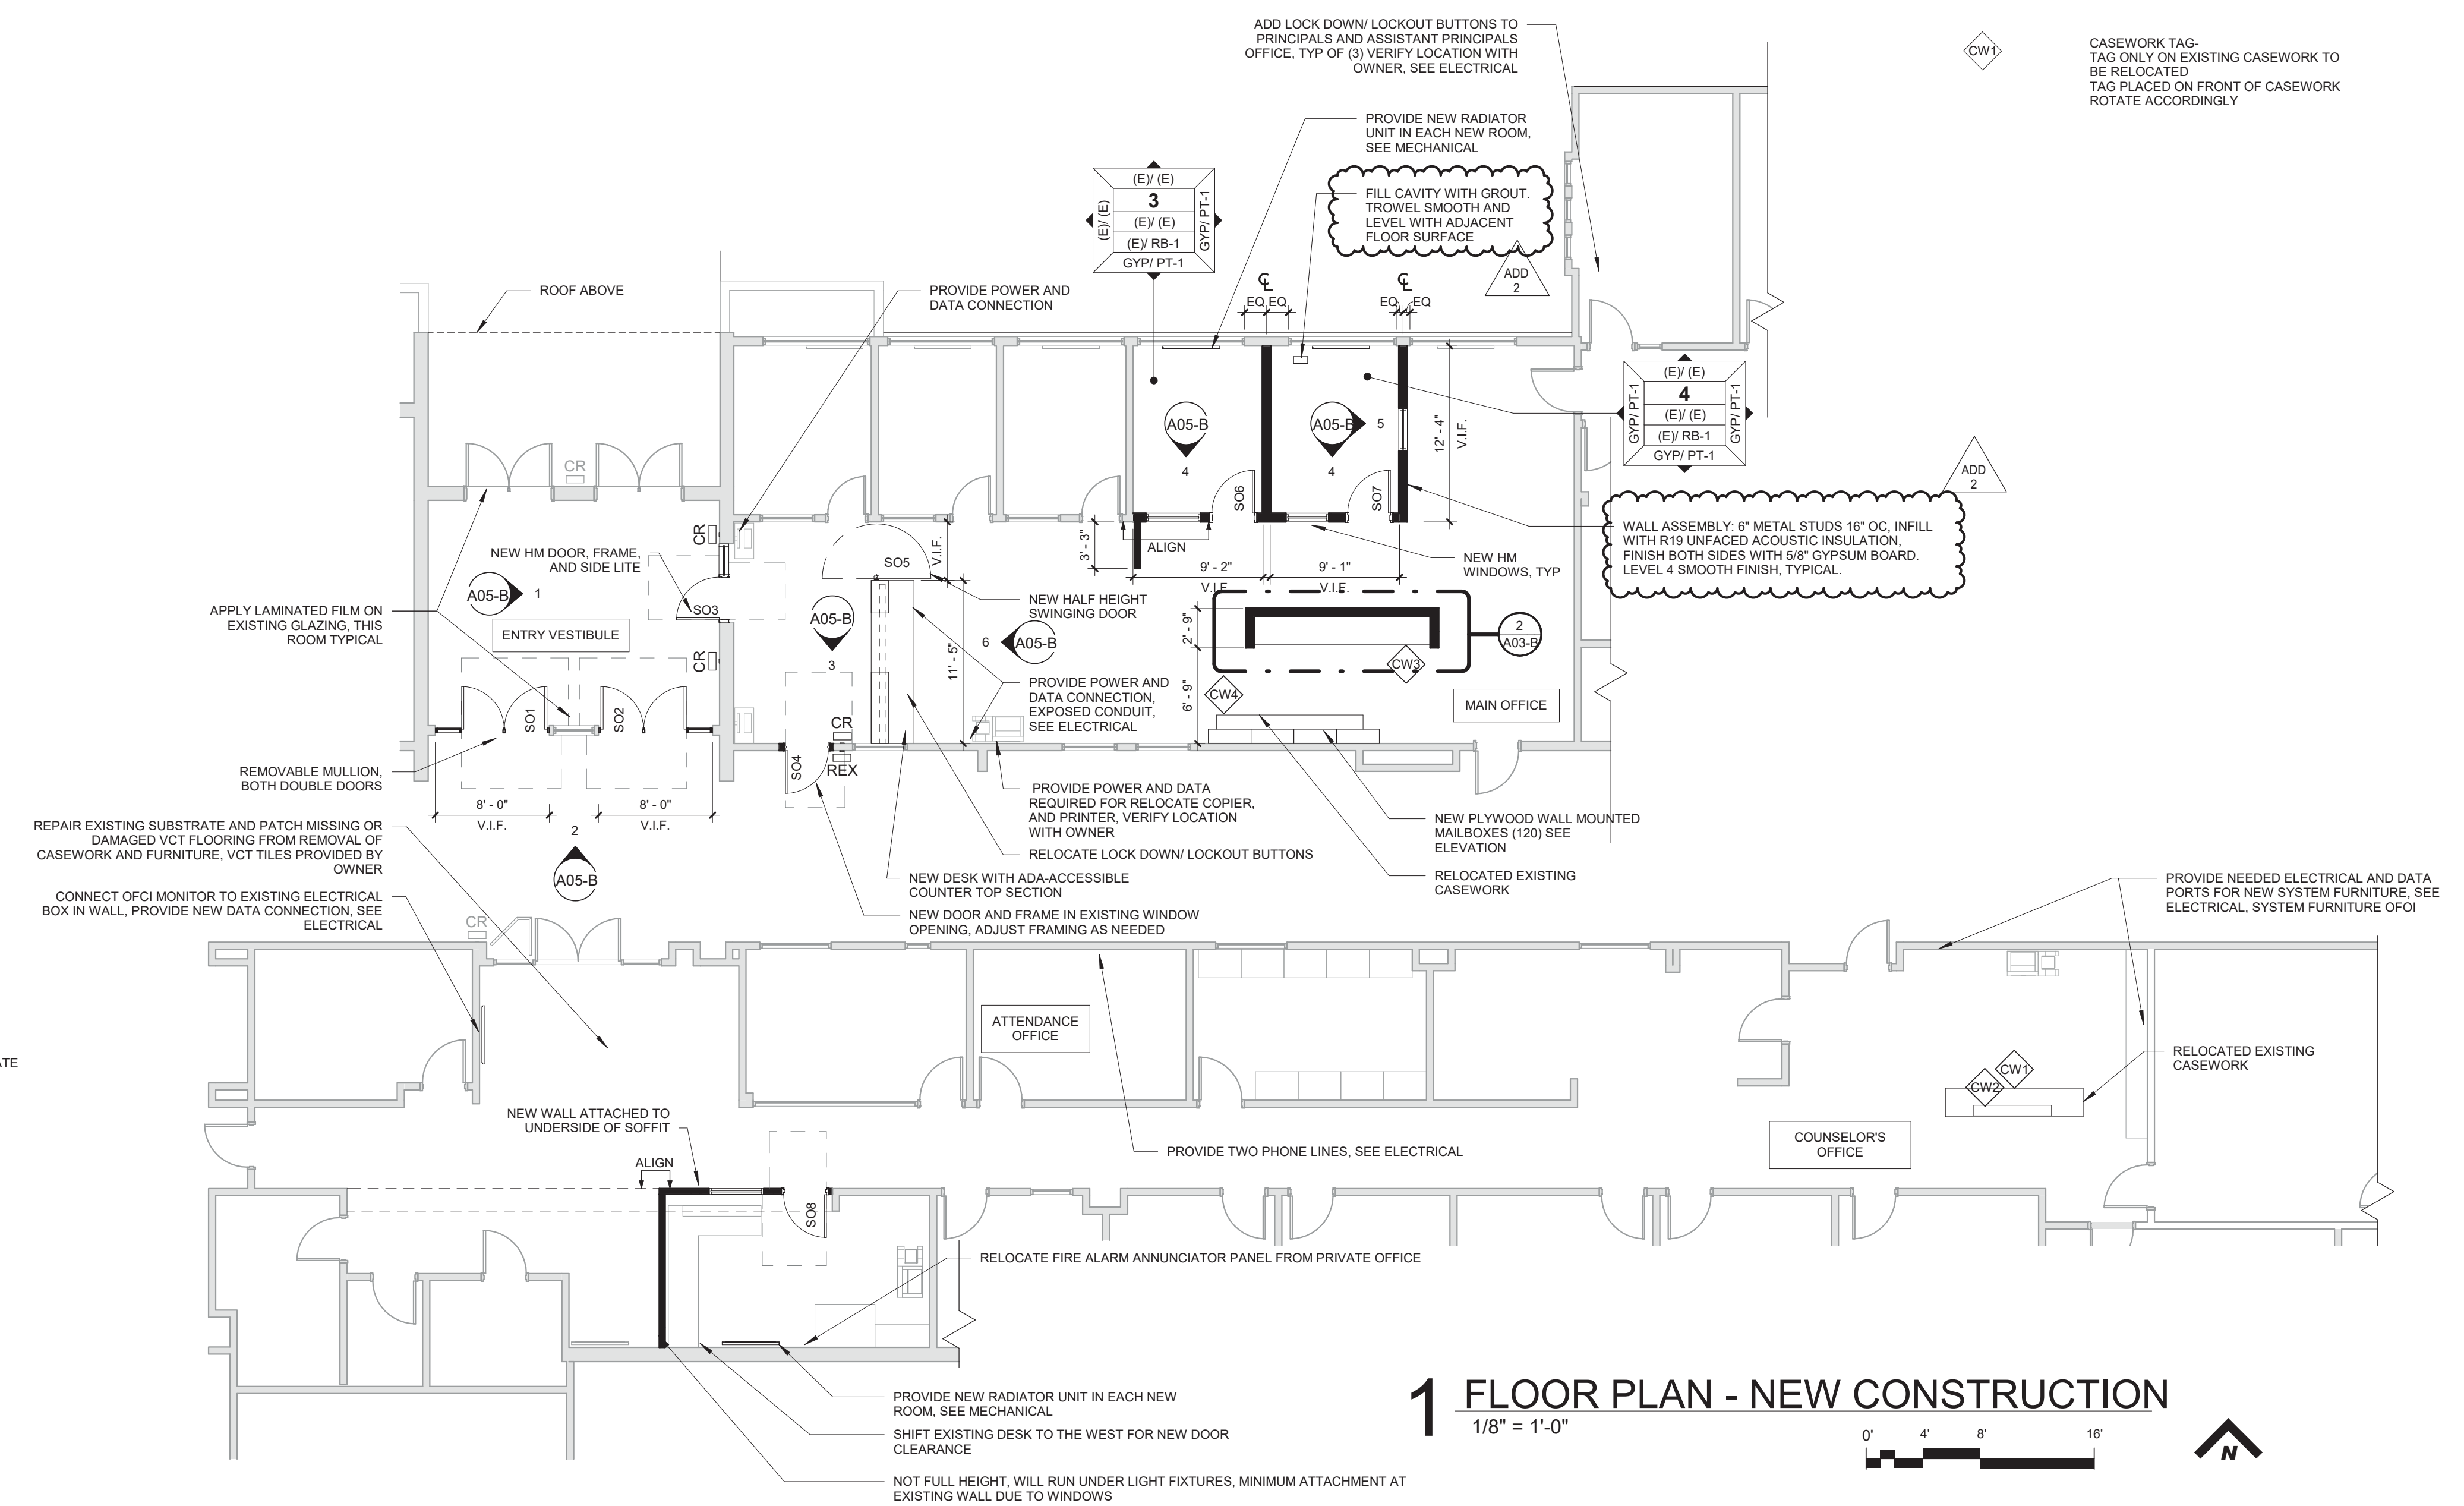 ADD LOCK DOWN/ LOCKOUT BUTTONS TO
PRINCIPALS AND ASSISTANT PRINCIPALS
OFFICE, TYP OF (3) VERIFY LOCATION WITH
OWNER, SEE ELECTRICAL
CW1
CASEWORK TAG-
TAG ONLY ON EXISTING CASEWORK TO
BE RELOCATED
TAG PLACED ON FRONT OF CASEWORK
ROTATE ACCORDINGLY
PROVIDE NEW RADIATOR
UNIT IN EACH NEW ROOM,
SEE MECHANICAL
(E)/ (E)
3
(E)/ (E)
(E)/ RB-1
GYP/ PT-1
(E)/ (E)
GYP/ PT-1
FILL CAVITY WITH GROUT.
TROWEL SMOOTH AND
LEVEL WITH ADJACENT
FLOOR SURFACE
ADD
2
ROOF ABOVE
PROVIDE POWER AND
DATA CONNECTION
CL
EQ EQ
CL
EQ EQ
(E)/ (E)
4
(E)/ (E)
(E)/ RB-1
GYP/ PT-1
GYP/ PT-1
GYP/ PT-1
A05-B
4
A05-B
5
4
12' - 4"
V.I.F.
CR
SO6
SO7
ADD
2
WALL ASSEMBLY: 6" METAL STUDS 16" OC, INFILL
WITH R19 UNFACED ACOUSTIC INSULATION,
FINISH BOTH SIDES WITH 5/8" GYPSUM BOARD.
LEVEL 4 SMOOTH FINISH, TYPICAL.
CR
NEW HM DOOR, FRAME,
AND SIDE LITE
SO5
V.I.F.
3' - 3"
ALIGN
NEW HM
WINDOWS, TYP
9' - 2"
V.I.F.
9' - 1"
V.I.F.
A05-B
1
SO3
APPLY LAMINATED FILM ON
EXISTING GLAZING, THIS
ROOM TYPICAL
ENTRY VESTIBULE
A05-B
3
NEW HALF HEIGHT
SWINGING DOOR
6
A05-B
11' - 5"
2' - 9"
2
A03-B
CR
CW3
CW4
6' - 9"
MAIN OFFICE
PROVIDE POWER AND
DATA CONNECTION,
EXPOSED CONDUIT,
SEE ELECTRICAL
SO1
SO2
CR
REX
SO4
REMOVABLE MULLION,
BOTH DOUBLE DOORS
8' - 0"
V.I.F.
8' - 0"
V.I.F.
PROVIDE POWER AND DATA
REQUIRED FOR RELOCATE COPIER,
AND PRINTER, VERIFY LOCATION
WITH OWNER
NEW PLYWOOD WALL MOUNTED
MAILBOXES (120) SEE
ELEVATION
REPAIR EXISTING SUBSTRATE AND PATCH MISSING OR
DAMAGED VCT FLOORING FROM REMOVAL OF
CASEWORK AND FURNITURE, VCT TILES PROVIDED BY
OWNER
2
A05-B
RELOCATE LOCK DOWN/ LOCKOUT BUTTONS
RELOCATED EXISTING
CASEWORK
NEW DESK WITH ADA-ACCESSIBLE
COUNTER TOP SECTION
CONNECT OFCI MONITOR TO EXISTING ELECTRICAL
BOX IN WALL, PROVIDE NEW DATA CONNECTION, SEE
ELECTRICAL
CR
NEW DOOR AND FRAME IN EXISTING WINDOW
OPENING, ADJUST FRAMING AS NEEDED
PROVIDE NEEDED ELECTRICAL AND DATA
PORTS FOR NEW SYSTEM FURNITURE, SEE
ELECTRICAL, SYSTEM FURNITURE OFOI
ATTENDANCE
OFFICE
RELOCATED EXISTING
CASEWORK
CW1
CW2
NEW WALL ATTACHED TO
UNDERSIDE OF SOFFIT
COUNSELOR'S
OFFICE
PROVIDE TWO PHONE LINES, SEE ELECTRICAL
ALIGN
SO8
RELOCATE FIRE ALARM ANNUNCIATOR PANEL FROM PRIVATE OFFICE
PROVIDE NEW RADIATOR UNIT IN EACH NEW
ROOM, SEE MECHANICAL
SHIFT EXISTING DESK TO THE WEST FOR NEW DOOR
CLEARANCE
NOT FULL HEIGHT, WILL RUN UNDER LIGHT FIXTURES, MINIMUM ATTACHMENT AT
EXISTING WALL DUE TO WINDOWS
1 FLOOR PLAN - NEW CONSTRUCTION
1/8" = 1'-0"
0' 4' 8' 16'
N